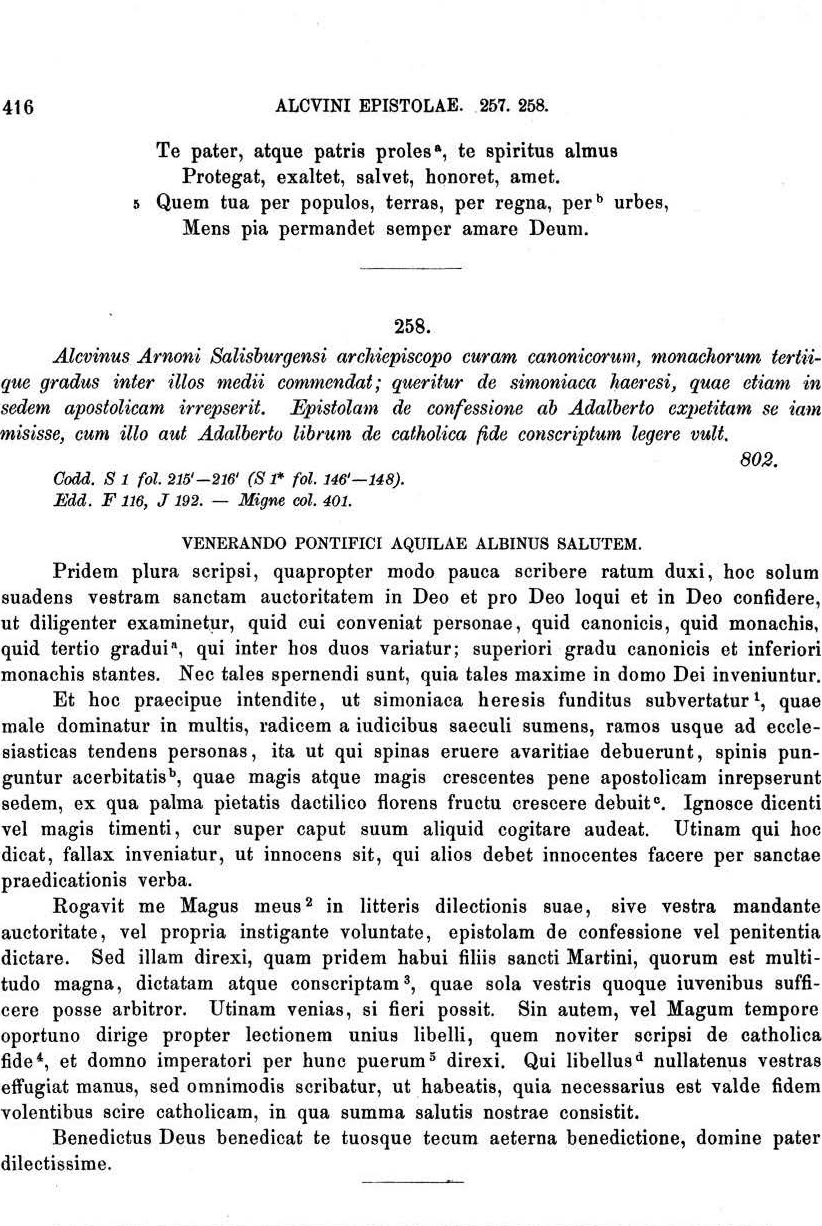 416 ALCVINI EPISTOLAE. 257. 258.
Te pater, atque patris proles ª, te spiritus almus
Protegat, exaltet, salvet, honoret, amet.
5 Quem tua per populos, terras, per regna, per ᵇ urbes,
Mens pia permandet semper amare Deum.
258.
Alcvinus Arnoni Salisburgensi archiepiscopo curam canonicorum, monachorum tertii-
que gradus inter illos medii commendat; queritur de simoniaca haeresi, quae etiam in
sedem apostolicam irrepserit. Epistolam de confessione ab Adalberto expetitam se iam
misisse, cum illo aut Adalberto librum de catholica fide conscriptum legere vult.
802.
Codd. S 1 fol. 215'—216' (S 1* fol. 146'—148).
Edd. F 116, J 192. — Migne col. 401.
VENERANDO PONTIFICI AQUILAE ALBINUS SALUTEM.
Pridem plura scripsi, quapropter modo pauca scribere ratum duxi, hoc solum
suadens vestram sanctam auctoritatem in Deo et pro Deo loqui et in Deo confidere,
ut diligenter examinetur, quid cui conveniat personae, quid canonicis, quid monachis,
quid tertio gradui ª, qui inter hos duos variatur; superiori gradu canonicis et inferiori
monachis stantes. Nec tales spernendi sunt, quia tales maxime in domo Dei inveniuntur.
Et hoc praecipue intendite, ut simoniaca heresis funditus subvertatur ¹, quae
male dominatur in multis, radicem a iudicibus saeculi sumens, ramos usque ad eccle-
siasticas tendens personas, ita ut qui spinas eruere avaritiae debuerunt, spinis pun-
guntur acerbitatis ᵇ, quae magis atque magis crescentes pene apostolicam inrepserunt
sedem, ex qua palma pietatis dactilico florens fructu crescere debuit ᶜ. Ignosce dicenti
vel magis timenti, cur super caput suum aliquid cogitare audeat. Utinam qui hoc
dicat, fallax inveniatur, ut innocens sit, qui alios debet innocentes facere per sanctae
praedicationis verba.
Rogavit me Magus meus ² in litteris dilectionis suae, sive vestra mandante
auctoritate, vel propria instigante voluntate, epistolam de confessione vel penitentia
dictare. Sed illam direxi, quam pridem habui filiis sancti Martini, quorum est multi-
tudo magna, dictatam atque conscriptam ³, quae sola vestris quoque iuvenibus suffi-
cere posse arbitror. Utinam venias, si fieri possit. Sin autem, vel Magum tempore
oportuno dirige propter lectionem unius libelli, quem noviter scripsi de catholica
fide ⁴, et domno imperatori per hunc puerum ⁵ direxi. Qui libellus ᵈ nullatenus vestras
effugiat manus, sed omnimodis scribatur, ut habeatis, quia necessarius est valde fidem
volentibus scire catholicam, in qua summa salutis nostrae consistit.
Benedictus Deus benedicat te tuosque tecum aeterna benedictione, domine pater
dilectissime.